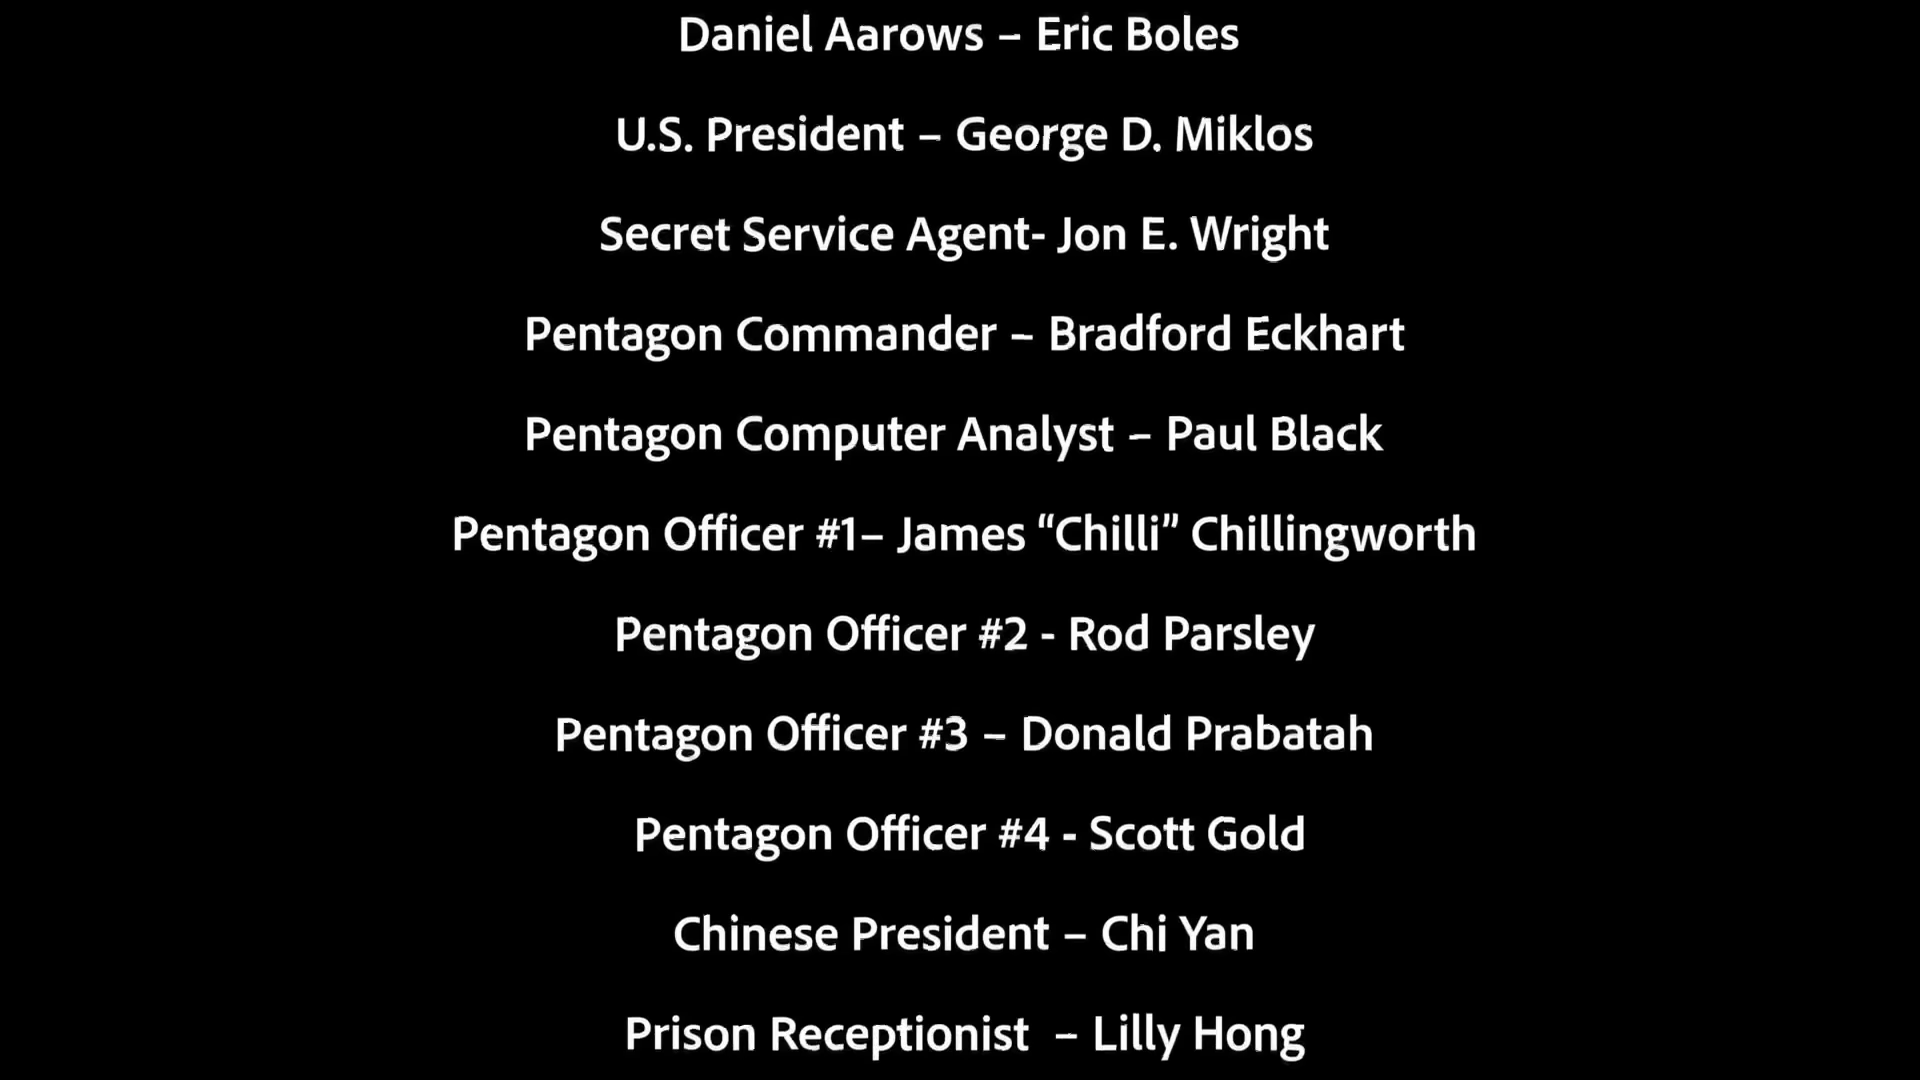 Daniel Aarows – Eric Boles
U.S. President – George D. Miklos
Secret Service Agent- Jon E. Wright
Pentagon Commander – Bradford Eckhart
Pentagon Computer Analyst – Paul Black
Pentagon Officer #1– James “Chilli” Chillingworth
Pentagon Officer #2 - Rod Parsley
Pentagon Officer #3 – Donald Prabatah
Pentagon Officer #4 - Scott Gold
Chinese President – Chi Yan
Prison Receptionist  – Lilly Hong